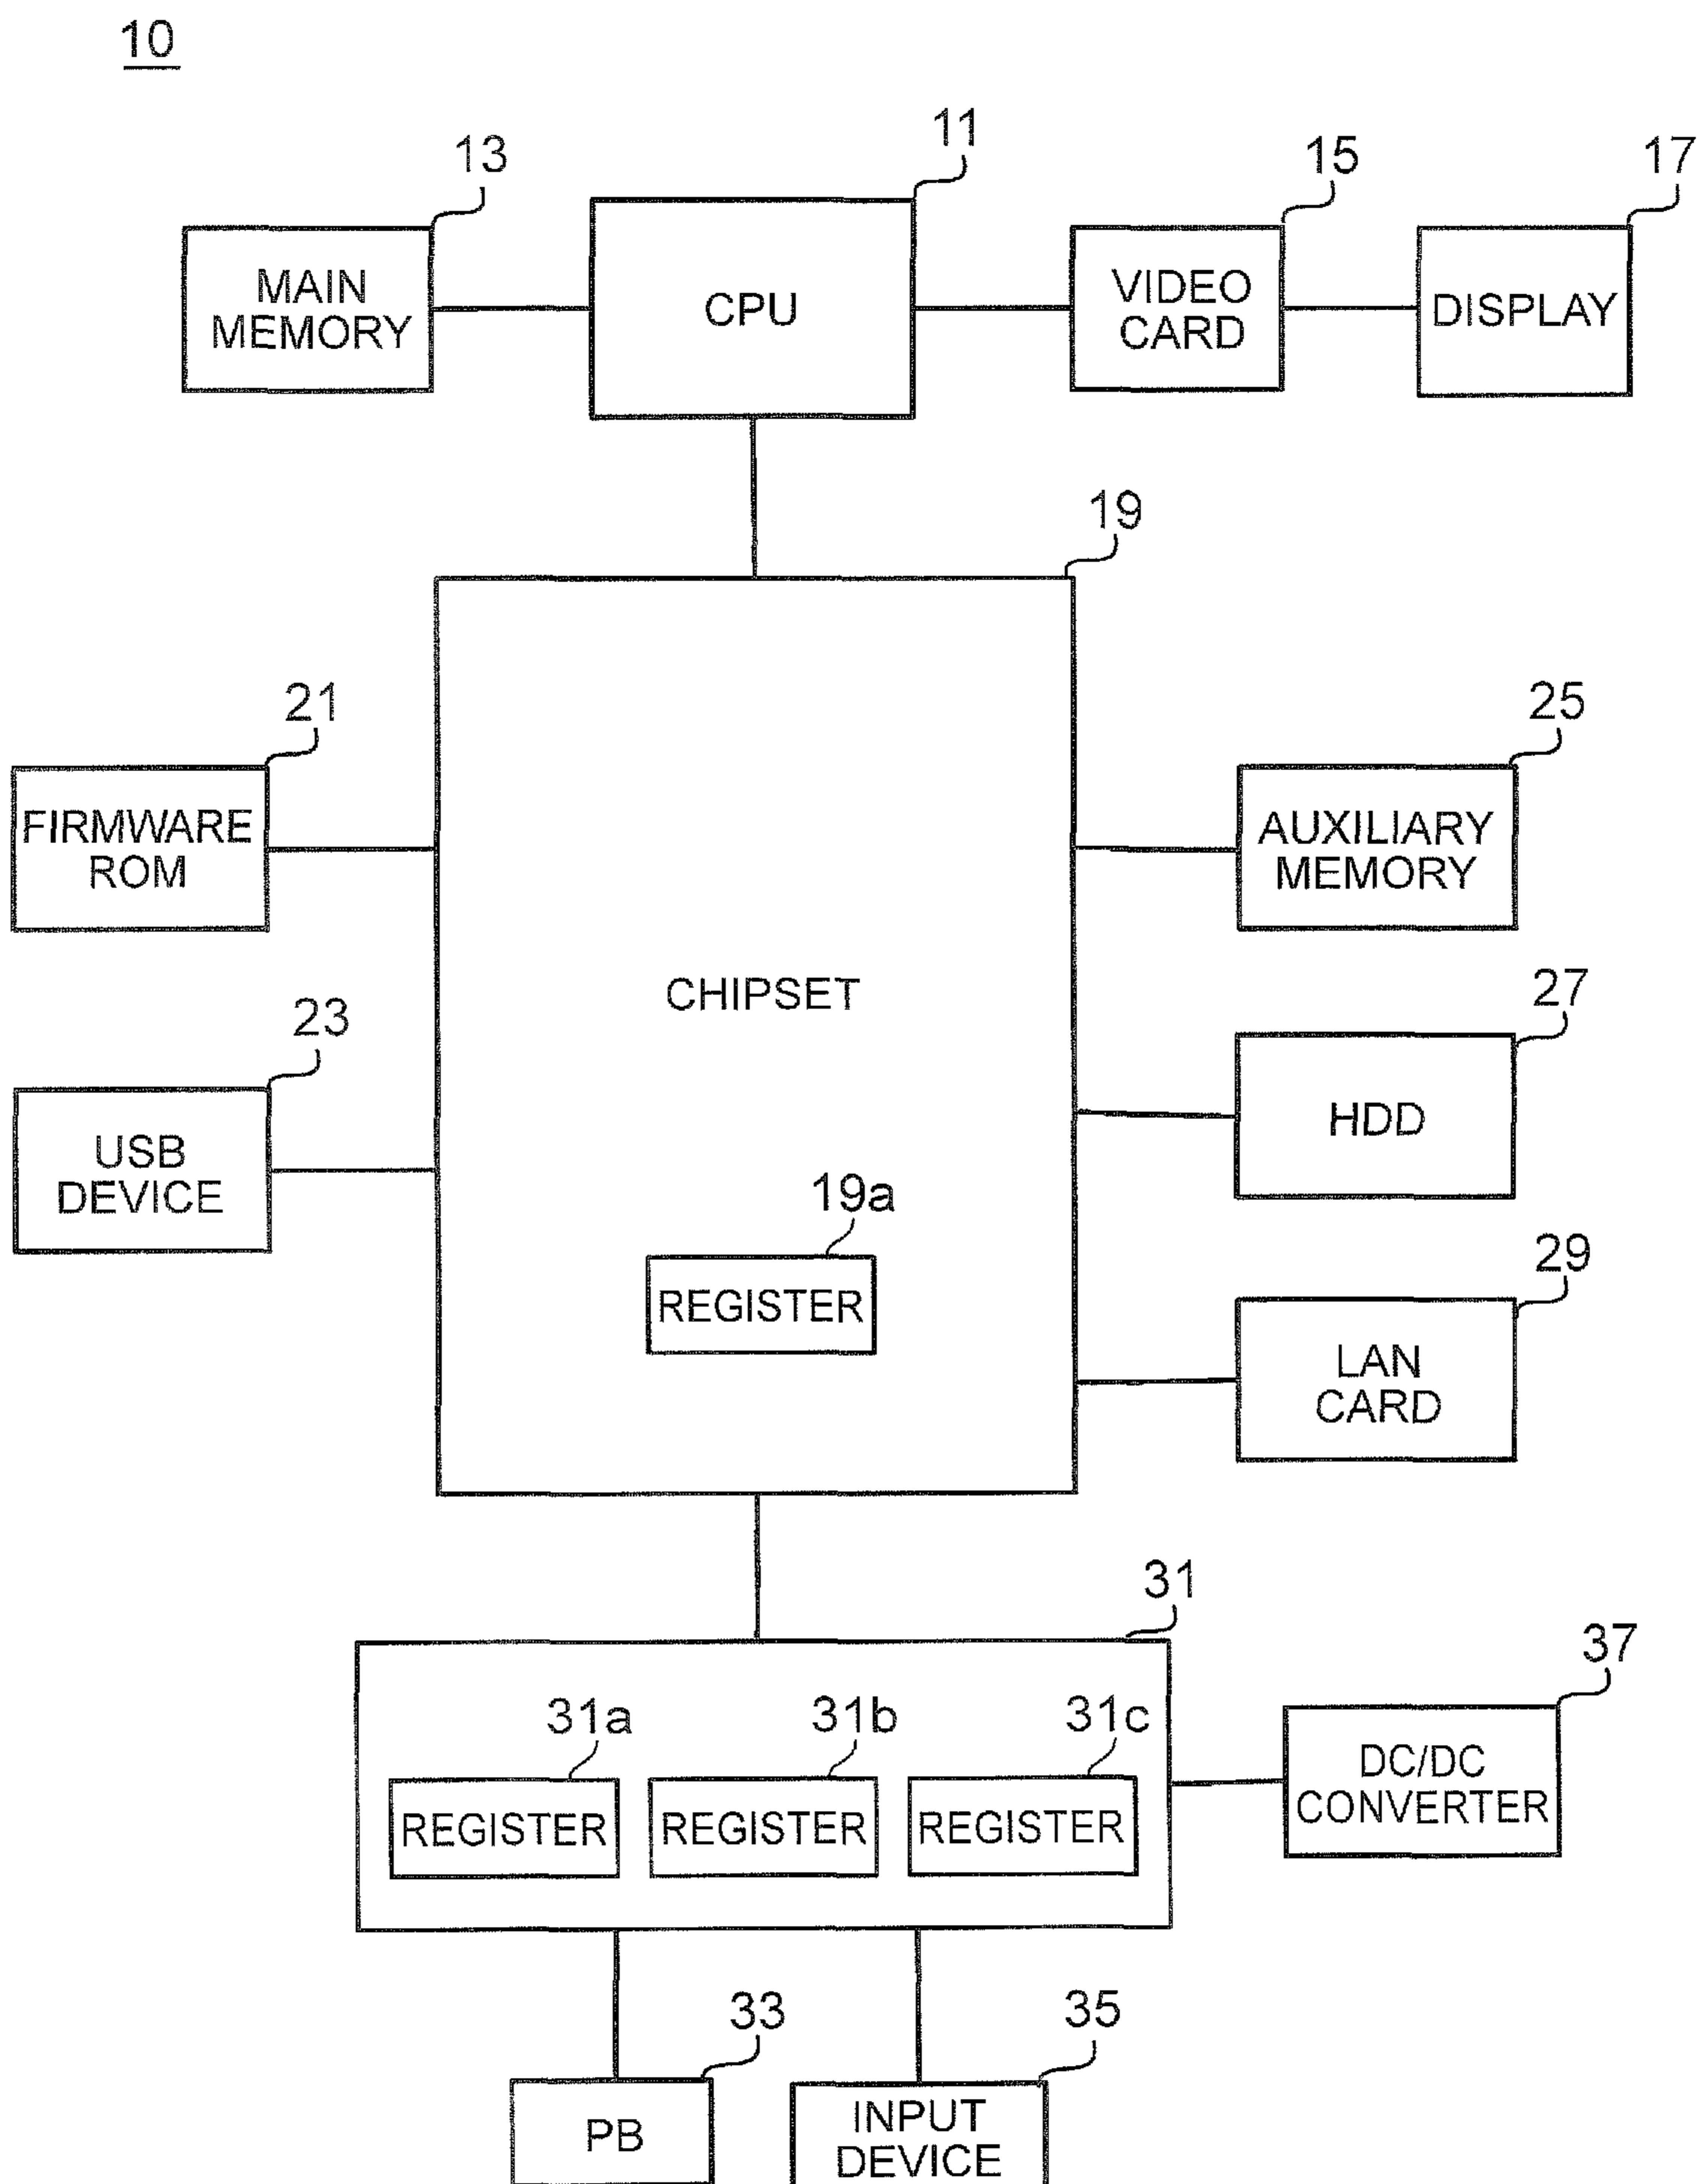 10
13
11
15
17
MAIN
MEMORY
CPU
VIDEO
CARD
DISPLAY
19
21
25
FIRMWARE
ROM
AUXILIARY
MEMORY
CHIPSET
23
27
USB
DEVICE
HDD
19a
REGISTER
29
LAN
CARD
31
37
31a
31b
31c
REGISTER
REGISTER
REGISTER
DC/DC
CONVERTER
33
35
PB
INPUT
DEVICE